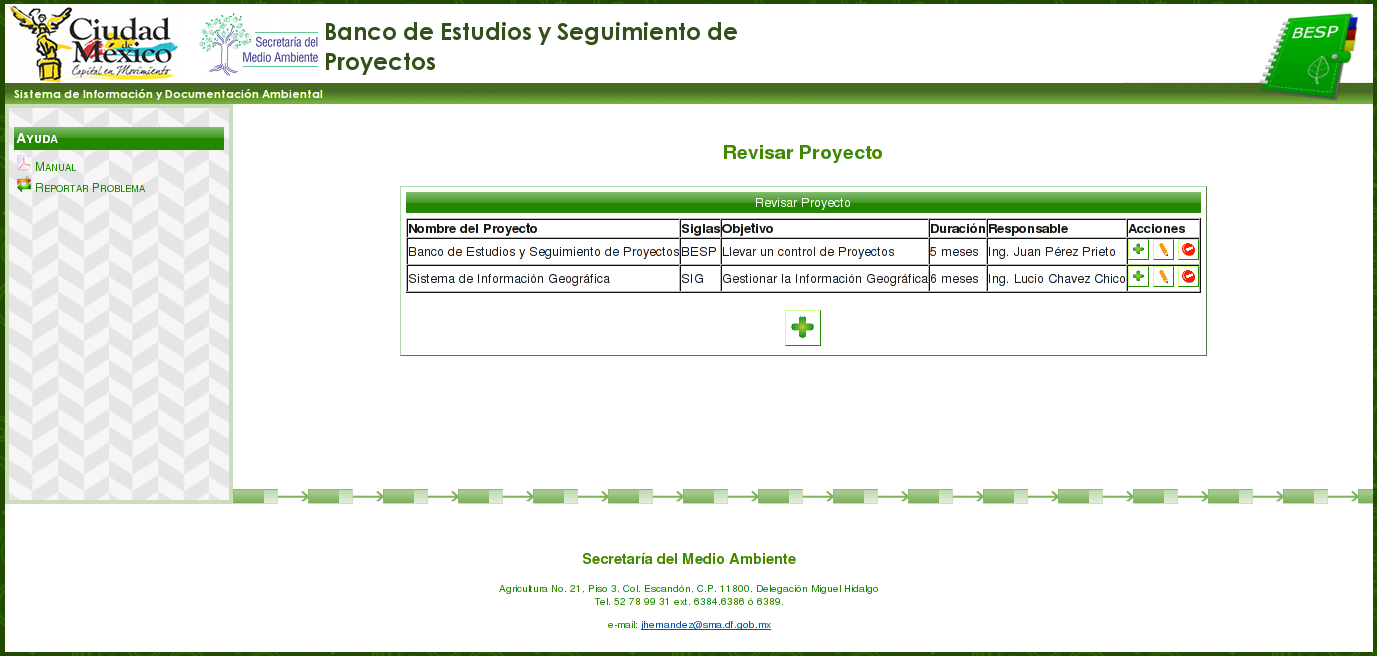 Ciudad
de
México
Capital en Movimiento
Secretaría del
Medio Ambiente
Banco de Estudios y Seguimiento de
Proyectos
BESP
Sistema de Información y Documentación Ambiental
AYUDA
MANUAL
REPORTAR PROBLEMA
Revisar Proyecto
Revisar Proyecto
Nombre del Proyecto Siglas Objetivo Duración Responsable Acciones
Banco de Estudios y Seguimiento de Proyectos BESP Llevar un control de Proyectos 5 meses Ing. Juan Pérez Prieto
Sistema de Información Geográfica SIG Gestionar la Información Geográfica 6 meses Ing. Lucio Chavez Chico
Secretaría del Medio Ambiente
Agricultura No. 21, Piso 3, Col. Escandón, C.P. 11800, Delegación Miguel Hidalgo
Tel. 52 78 99 31 ext. 6384,6386 ó 6389.
e-mail: jhernandez@sma.df.gob.mx